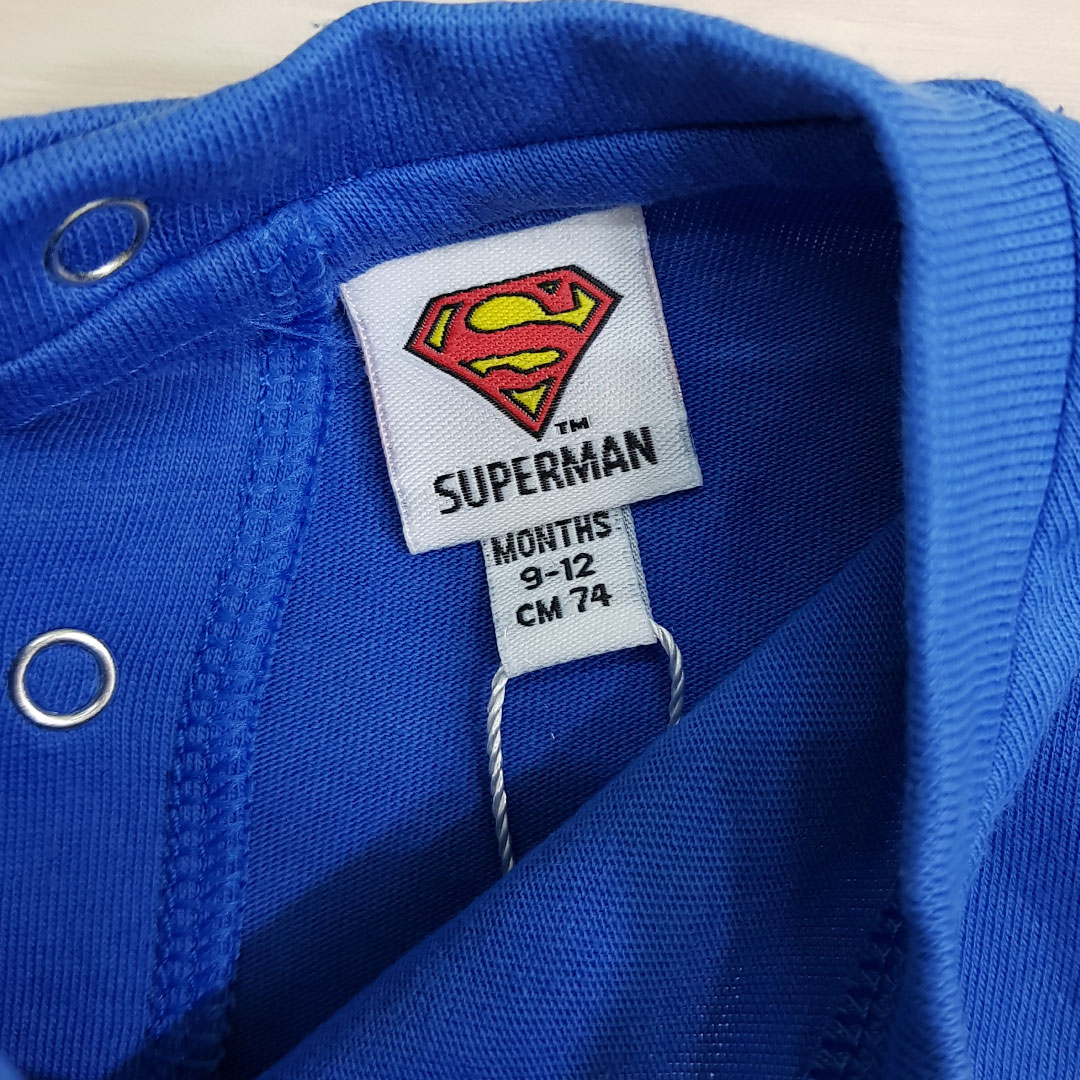 TM
SUPERMAN
MONTHS
9-12
CM 74